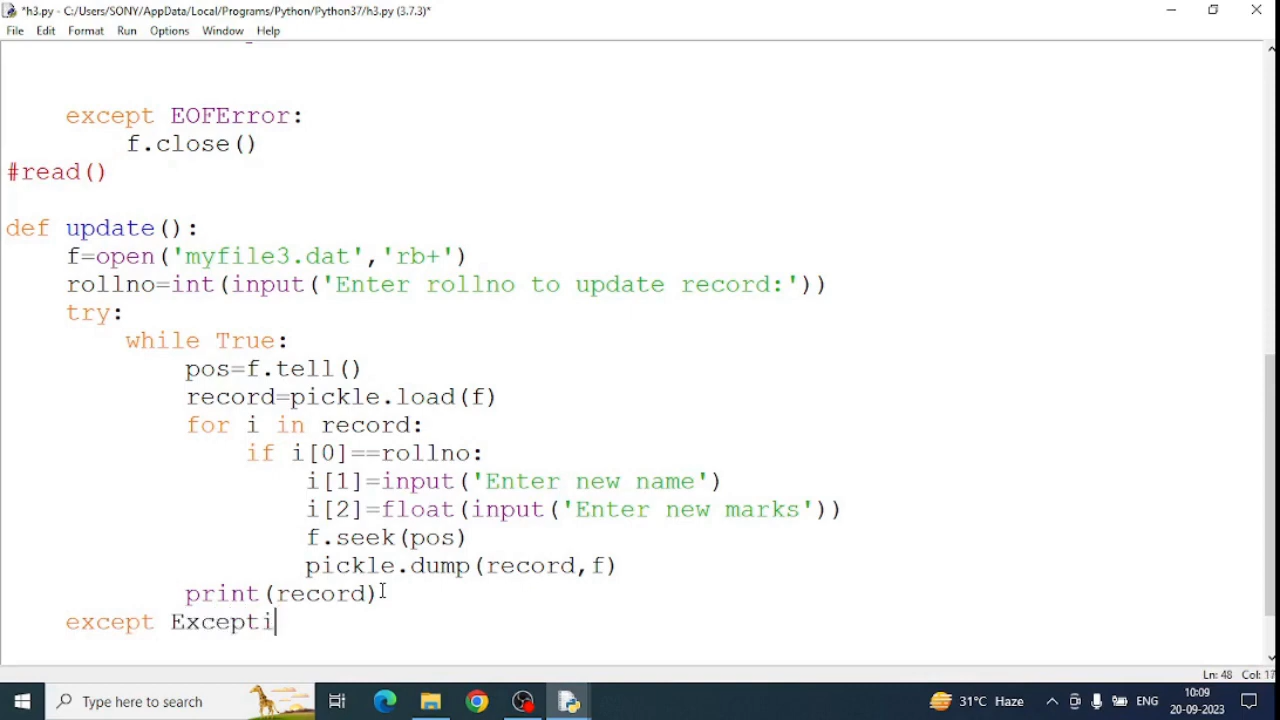 *h3.py - C:/Users/SONY/AppData/Local/Programs/Python/Python37/h3.py (3.7.3)*
File Edit Format Run Options Window Help
except EOFError:
f.close()
#read()
def update():
f=open('myfile3.dat','rb+')
rollno=int(input('Enter rollno to update record:'))
try:
while True:
pos=f.tell()
record=pickle.load(f)
for i in record:
if i[0]==rollno:
i[1]=input('Enter new name')
i[2]=float(input('Enter new marks'))
f.seek(pos)
pickle.dump(record,f)
print(record)
except Excepti
Ln: 48 Col: 17
Type here to search
31°C Haze
ENG
10:09
20-09-2023